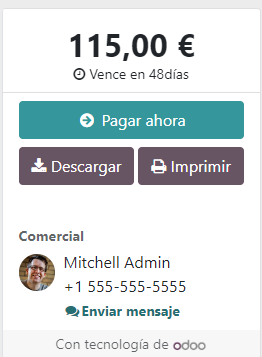 115,00 €
Vence en 48días
Pagar ahora
Descargar
Imprimir
Comercial
Mitchell Admin
+1 555-555-5555
Enviar mensaje
Con tecnología de odoo